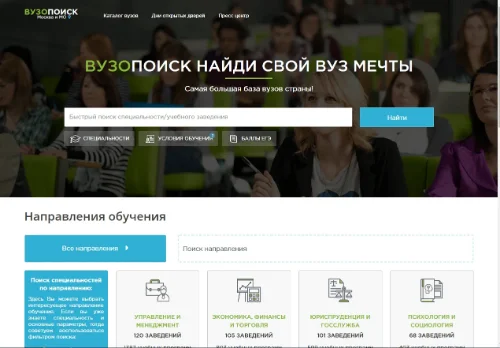 ВУЗОПОИСК
Москва и МО
Каталог вузов
Дни открытых дверей
Пресс центр
ВУЗОПОИСК НАЙДИ СВОЙ ВУЗ МЕЧТЫ
Самая большая база вузов страны!
Быстрый поиск специальности/учебного заведения
Найти
СПЕЦИАЛЬНОСТИ
УСЛОВИЯ ОБУЧЕНИЯ
БАЛЛЫ ЕГЭ
Направления обучения
Все направления
Поиск направления
Поиск специальностей
по направлению:
Здесь Вы можете выбрать
интересующее направление
обучения. Если вы уже
знаете специальность и
основные параметры, тогда
советуем воспользоваться
фильтром поиска:
УПРАВЛЕНИЕ И
МЕНЕДЖМЕНТ
120 ЗАВЕДЕНИЙ
ЭКОНОМИКА, ФИНАНСЫ
И ТОРГОВЛЯ
105 ЗАВЕДЕНИЙ
ЮРИСПРУДЕНЦИЯ И
ГОССЛУЖБА
101 ЗАВЕДЕНИЙ
ПСИХОЛОГИЯ И
СОЦИОЛОГИЯ
68 ЗАВЕДЕНИЙ